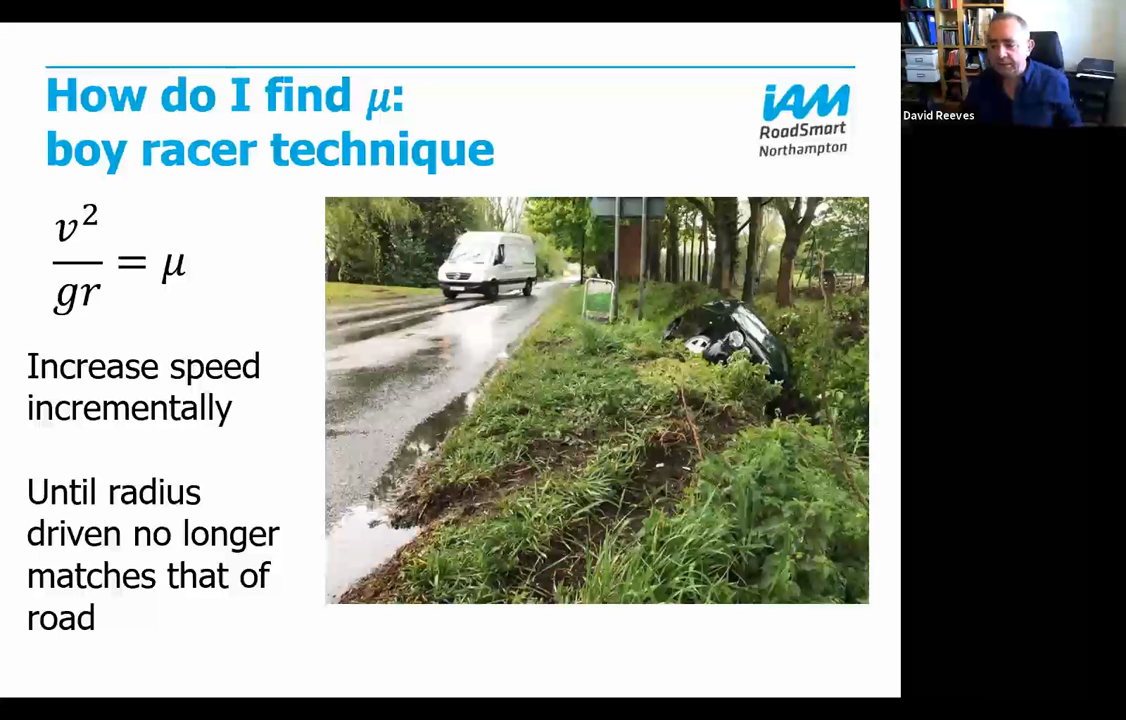 How do I find μ:
boy racer technique
iAM
RoadSmart
Northampton
v²/gr = μ
Increase speed
incrementally
Until radius
driven no longer
matches that of
road
David Reeves